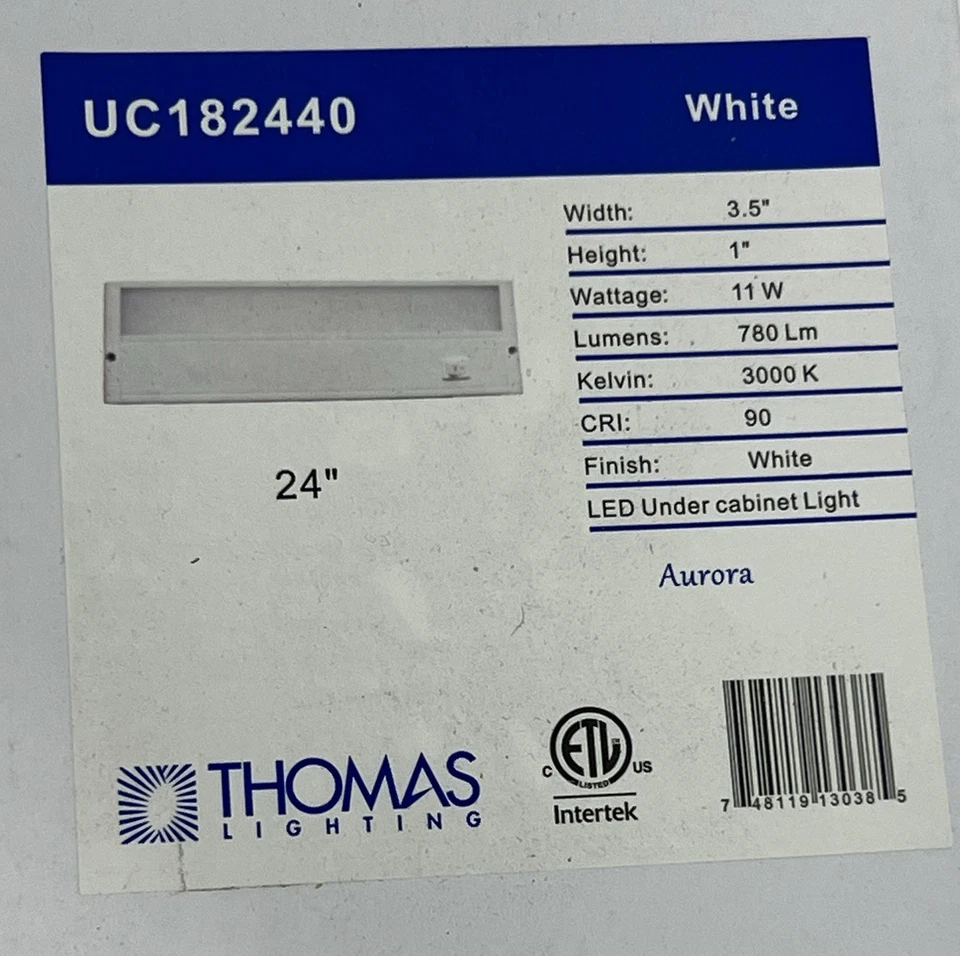 UC182440 White
Width: 3.5"
Height: 1"
Wattage: 11 W
Lumens: 780 Lm
Kelvin: 3000 K
CRI: 90
Finish: White
LED Under cabinet Light
24"
Aurora
THOMAS
LIGHTING
ETL
LISTED
C US
Intertek
7 48119 13038 5